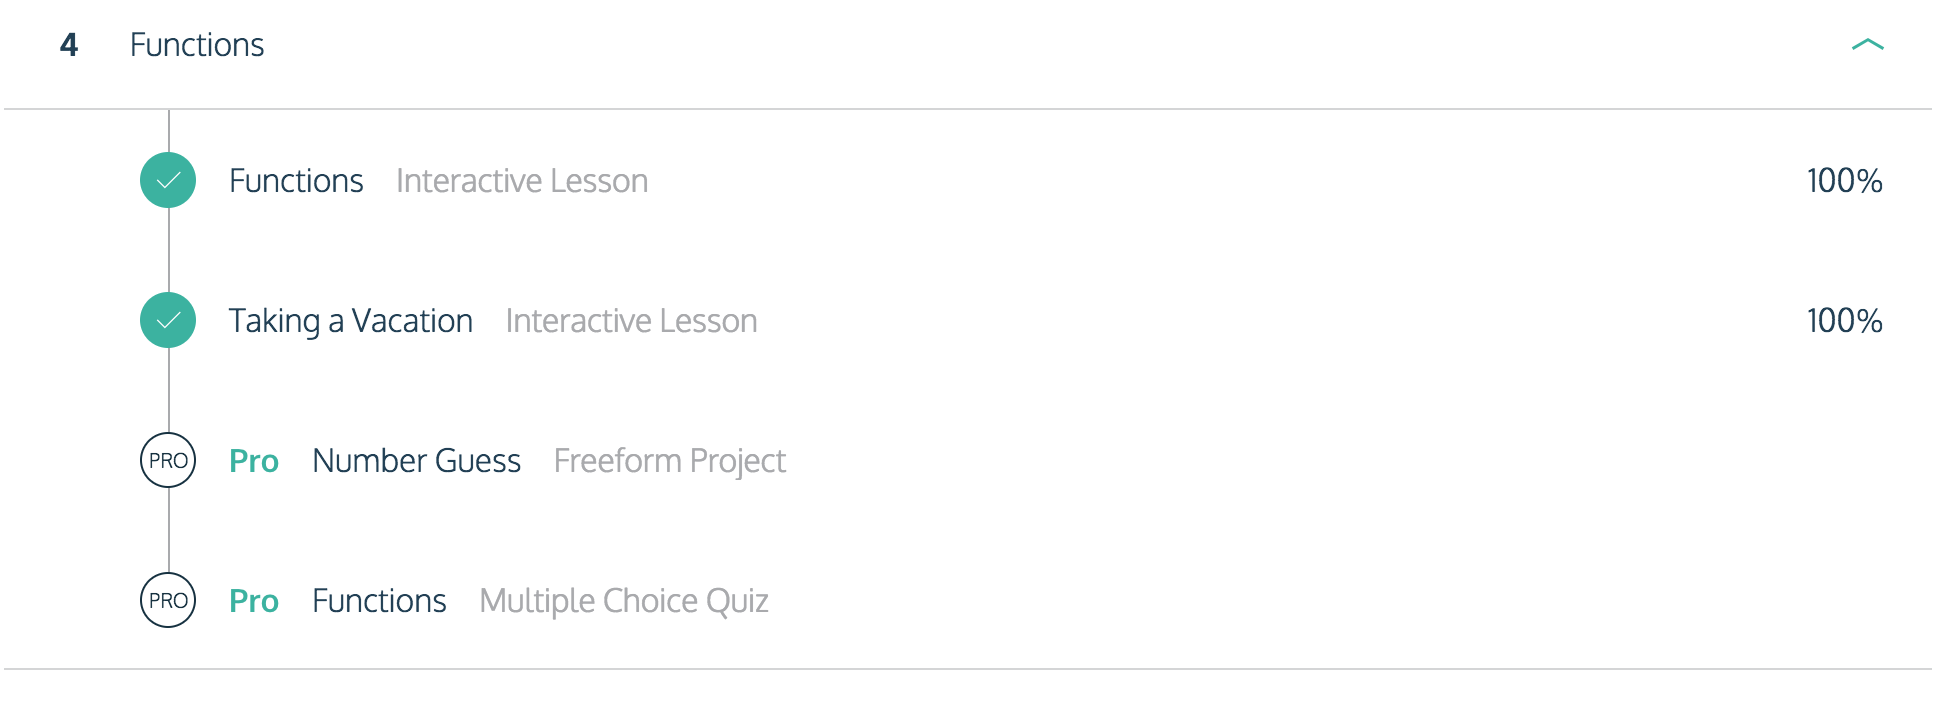 4 Functions
Functions Interactive Lesson 100%
Taking a Vacation Interactive Lesson 100%
PRO Pro Number Guess Freeform Project
PRO Pro Functions Multiple Choice Quiz